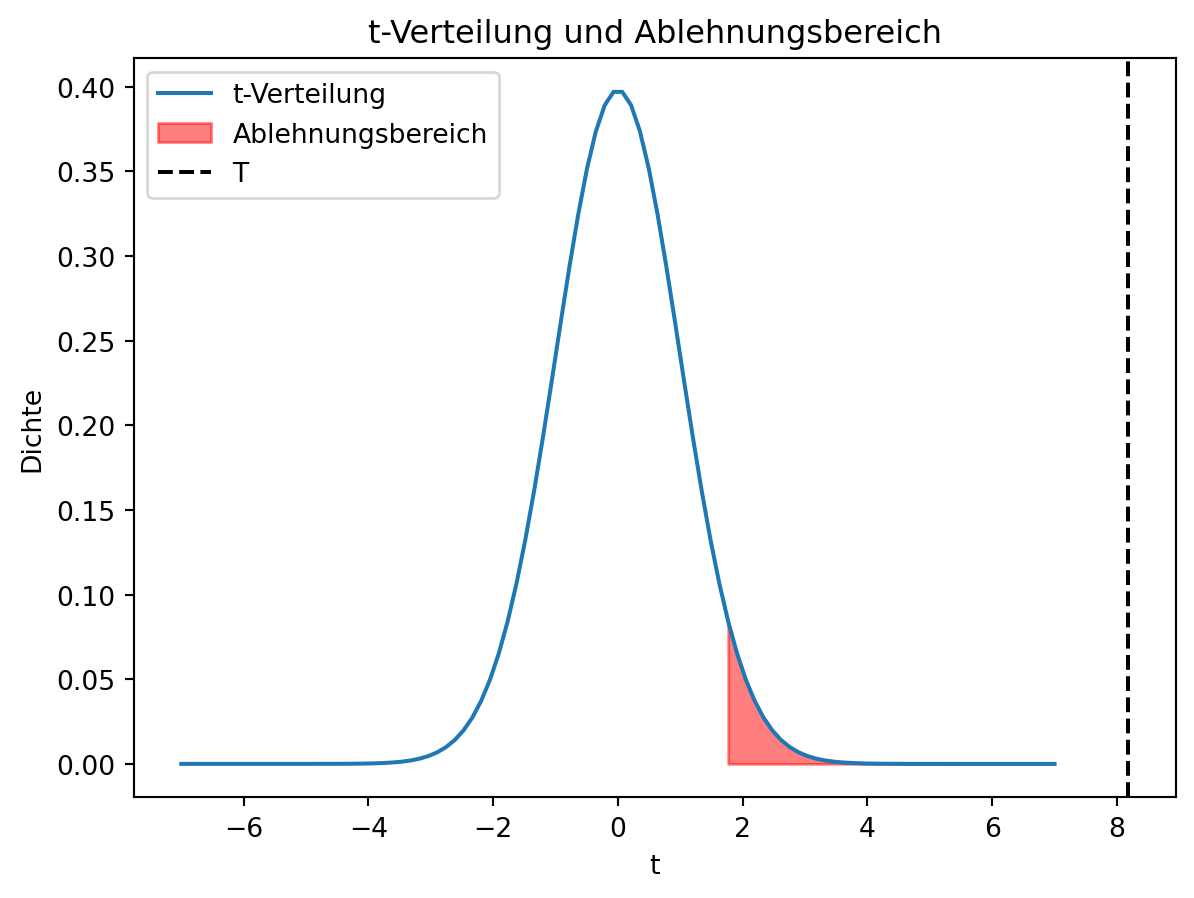 t-Verteilung und Ablehnungsbereich
t-Verteilung
Ablehnungsbereich
T
0.40
0.35
0.30
0.25
0.20
0.15
0.10
0.05
0.00
Dichte
−6 −4 −2 0 2 4 6 8
t